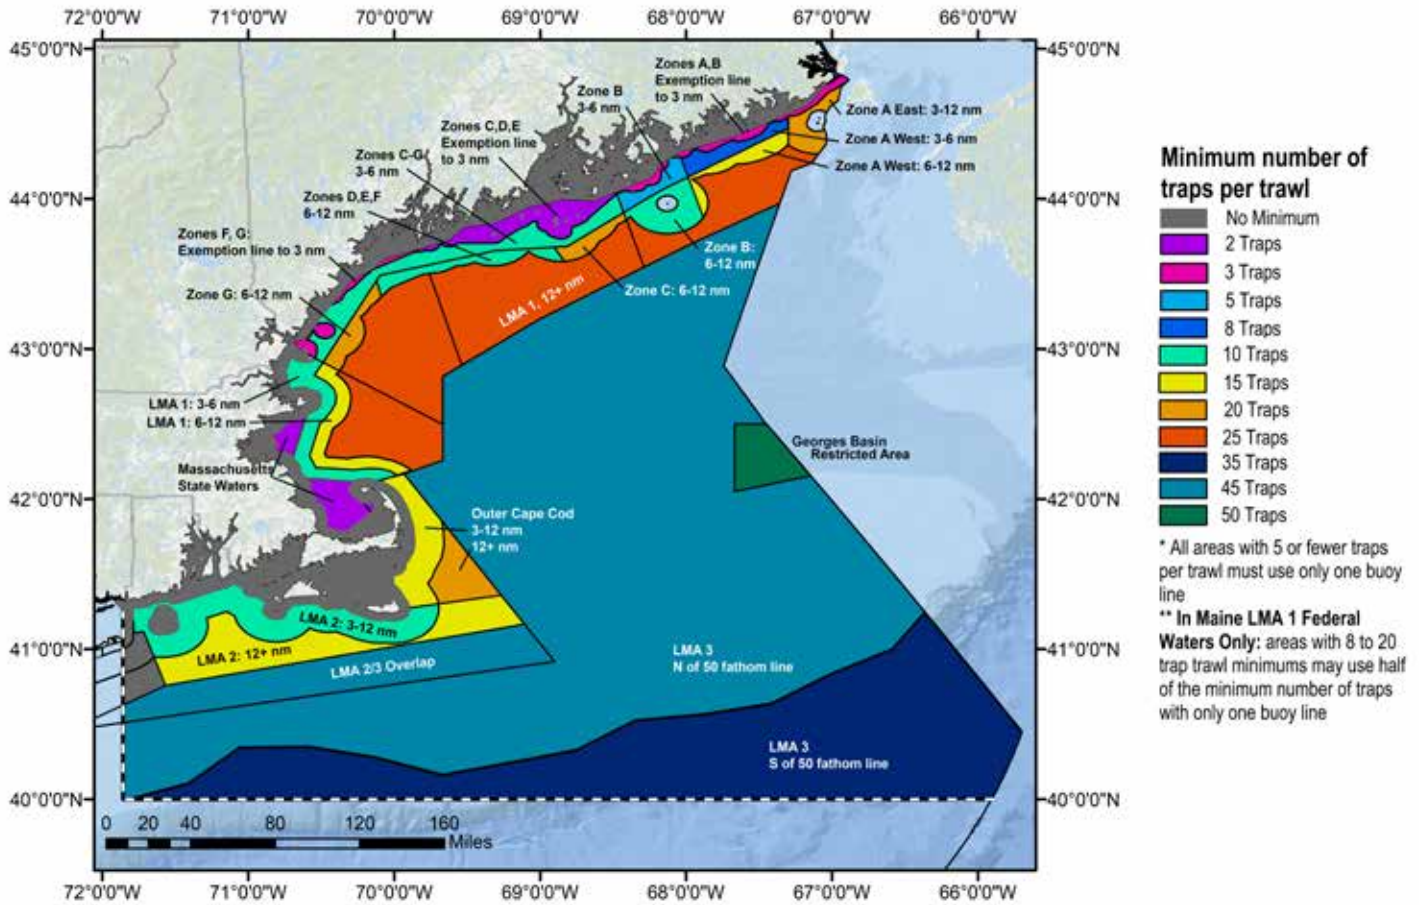 72°0'0"W
71°0'0"W
70°0'0"W
69°0'0"W
68°0'0"W
67°0'0"W
66°0'0"W
45°0'0"N
44°0'0"N
43°0'0"N
42°0'0"N
41°0'0"N
40°0'0"N
45°0'0"N
44°0'0"N
43°0'0"N
42°0'0"N
41°0'0"N
40°0'0"N
Zones A,B
Exemption line
to 3 nm
Zone B
3-6 nm
Zone A East: 3-12 nm
Zones C,D,E
Exemption line
to 3 nm
Zone A West: 3-6 nm
Zones C-G
3-6 nm
Zone A West: 6-12 nm
Zones D,E,F
6-12 nm
Zones F, G:
Exemption line to 3 nm
Zone B:
6-12 nm
Zone G: 6-12 nm
Zone C: 6-12 nm
LMA 1, 12+ nm
LMA 1: 3-6 nm
LMA 1: 6-12 nm
Georges Basin
Restricted Area
Massachusetts
State Waters
Outer Cape Cod
3-12 nm
12+ nm
LMA 2: 3-12 nm
LMA 2: 12+ nm
LMA 2/3 Overlap
LMA 3
N of 50 fathom line
LMA 3
S of 50 fathom line
0 20 40 80 120 160
Miles
72°0'0"W
71°0'0"W
70°0'0"W
69°0'0"W
68°0'0"W
67°0'0"W
66°0'0"W
Minimum number of
traps per trawl
No Minimum
2 Traps
3 Traps
5 Traps
8 Traps
10 Traps
15 Traps
20 Traps
25 Traps
35 Traps
45 Traps
50 Traps
* All areas with 5 or fewer traps
per trawl must use only one buoy
line
** In Maine LMA 1 Federal
Waters Only: areas with 8 to 20
trap trawl minimums may use half
of the minimum number of traps
with only one buoy line